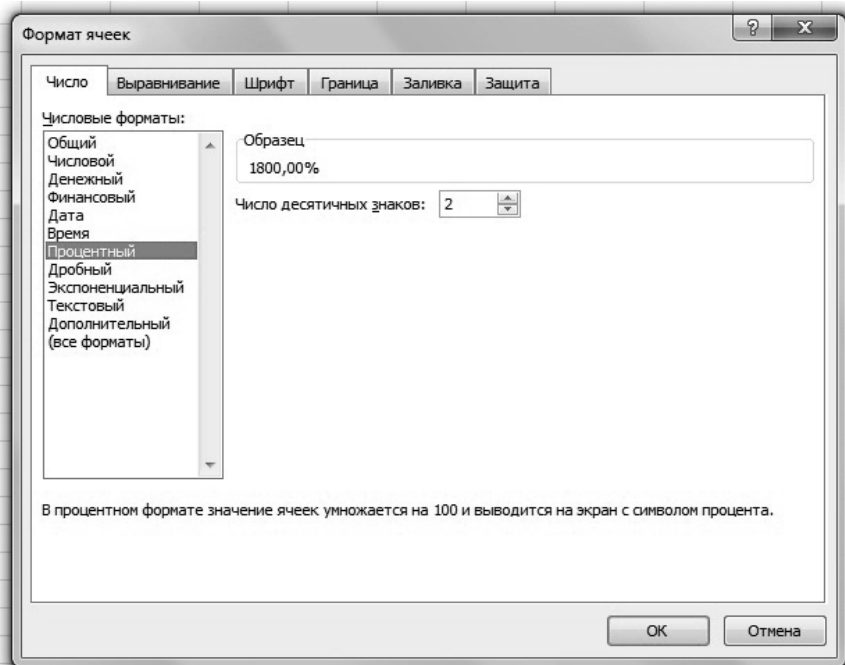 Формат ячеек
Число Выравнивание Шрифт Граница Заливка Защита
Числовые форматы:
Общий
Числовой
Денежный
Финансовый
Дата
Время
Процентный
Дробный
Экспоненциальный
Текстовый
Дополнительный
(все форматы)
Образец
1800,00%
Число десятичных знаков: 2
В процентном формате значение ячеек умножается на 100 и выводится на экран с символом процента.
ОК Отмена